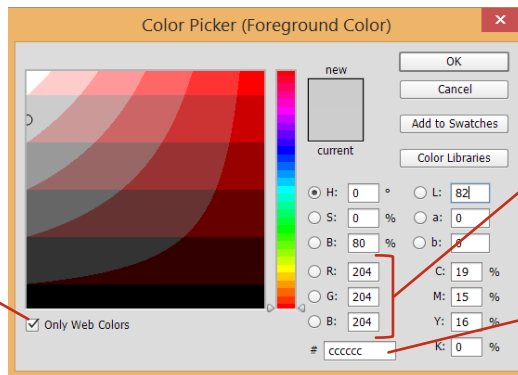 Color Picker (Foreground Color)
x
new
current
OK
Cancel
Add to Swatches
Color Libraries
H: 0 °
L: 82
S: 0 %
a: 0
B: 80 %
b: 0
R: 204
C: 19 %
G: 204
M: 15 %
B: 204
Y: 16 %
# cccccc
K: 0 %
Only Web Colors